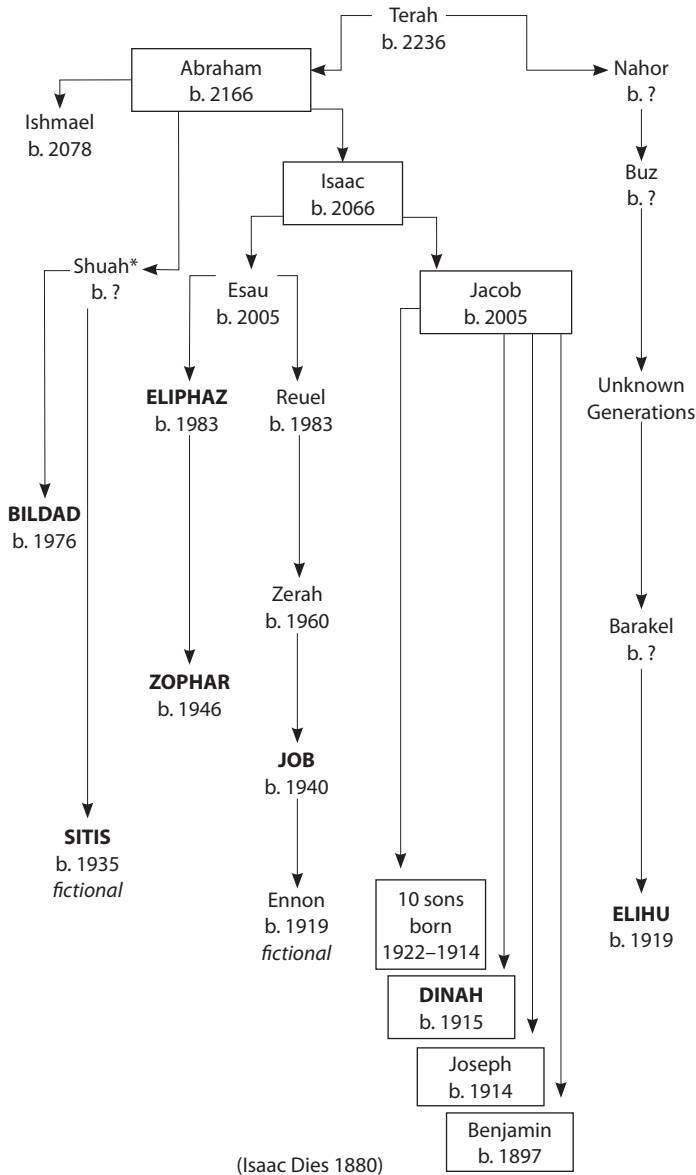 Terah
b. 2236
Abraham
b. 2166
Nahor
b. ?
Ishmael
b. 2078
Isaac
b. 2066
Buz
b. ?
Shuah*
b. ?
Esau
b. 2005
Jacob
b. 2005
ELIPHAZ
b. 1983
Reuel
b. 1983
Unknown
Generations
BILDAD
b. 1976
Zerah
b. 1960
Barakel
b. ?
ZOPHAR
b. 1946
JOB
b. 1940
SITIS
b. 1935
fictional
Ennon
b. 1919
fictional
10 sons
born
1922–1914
ELIHU
b. 1919
DINAH
b. 1915
Joseph
b. 1914
Benjamin
b. 1897
(Isaac Dies 1880)